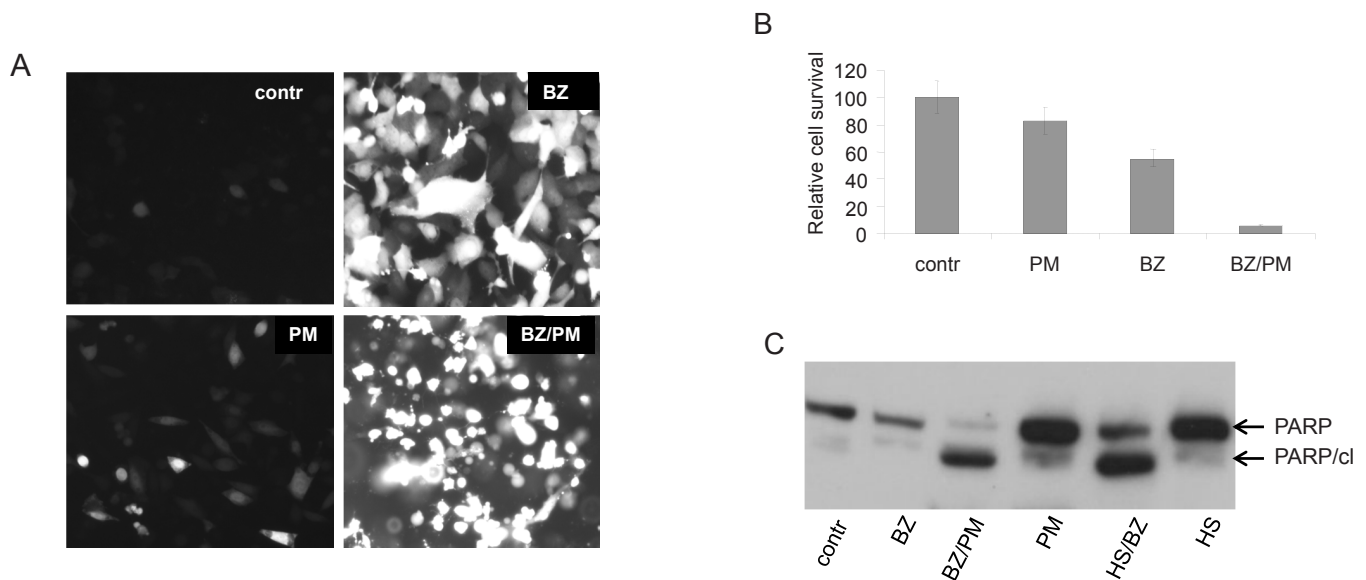 A
contr
BZ
PM
BZ/PM
B
Relative cell survival
120
100
80
60
40
20
0
contr PM BZ BZ/PM
C
PARP
PARP/cl
contr BZ BZ/PM PM HS/BZ HS